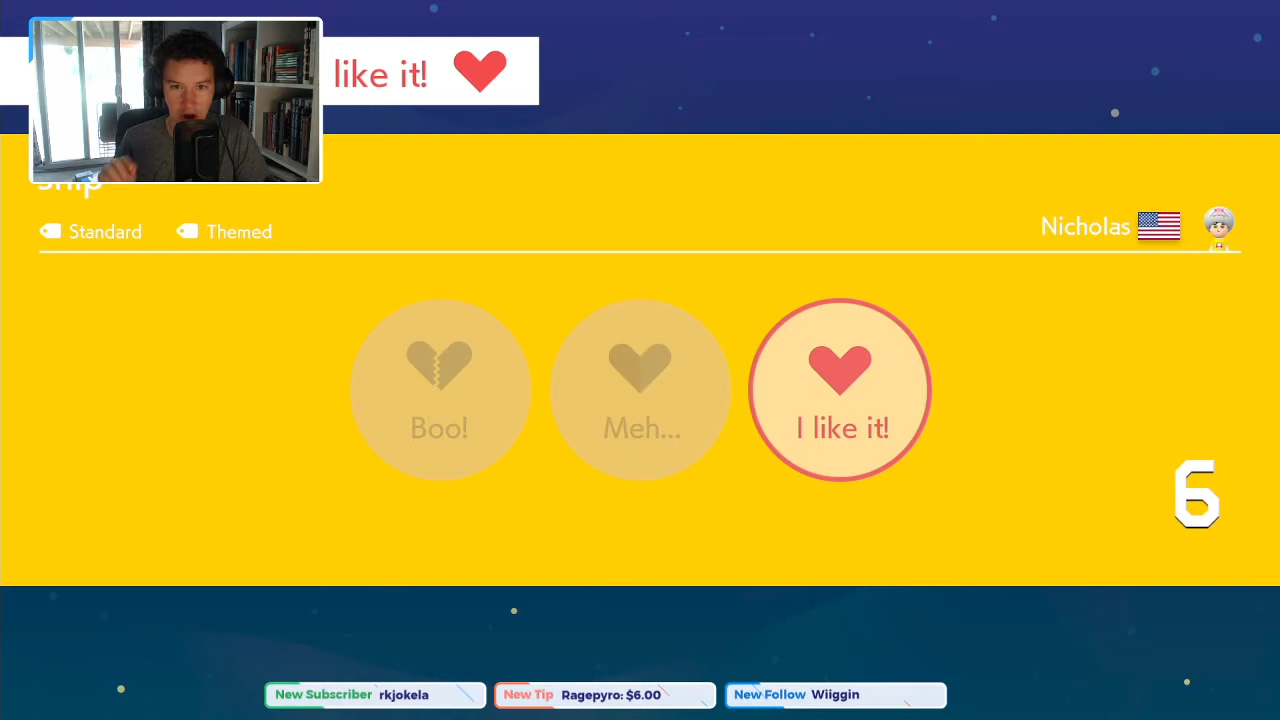 like it!
Ship
Standard Themed
Nicholas
Boo! Meh... I like it!
6
New Subscriber rkjokela New Tip Ragepyro: $6.00 New Follow Wiiggin